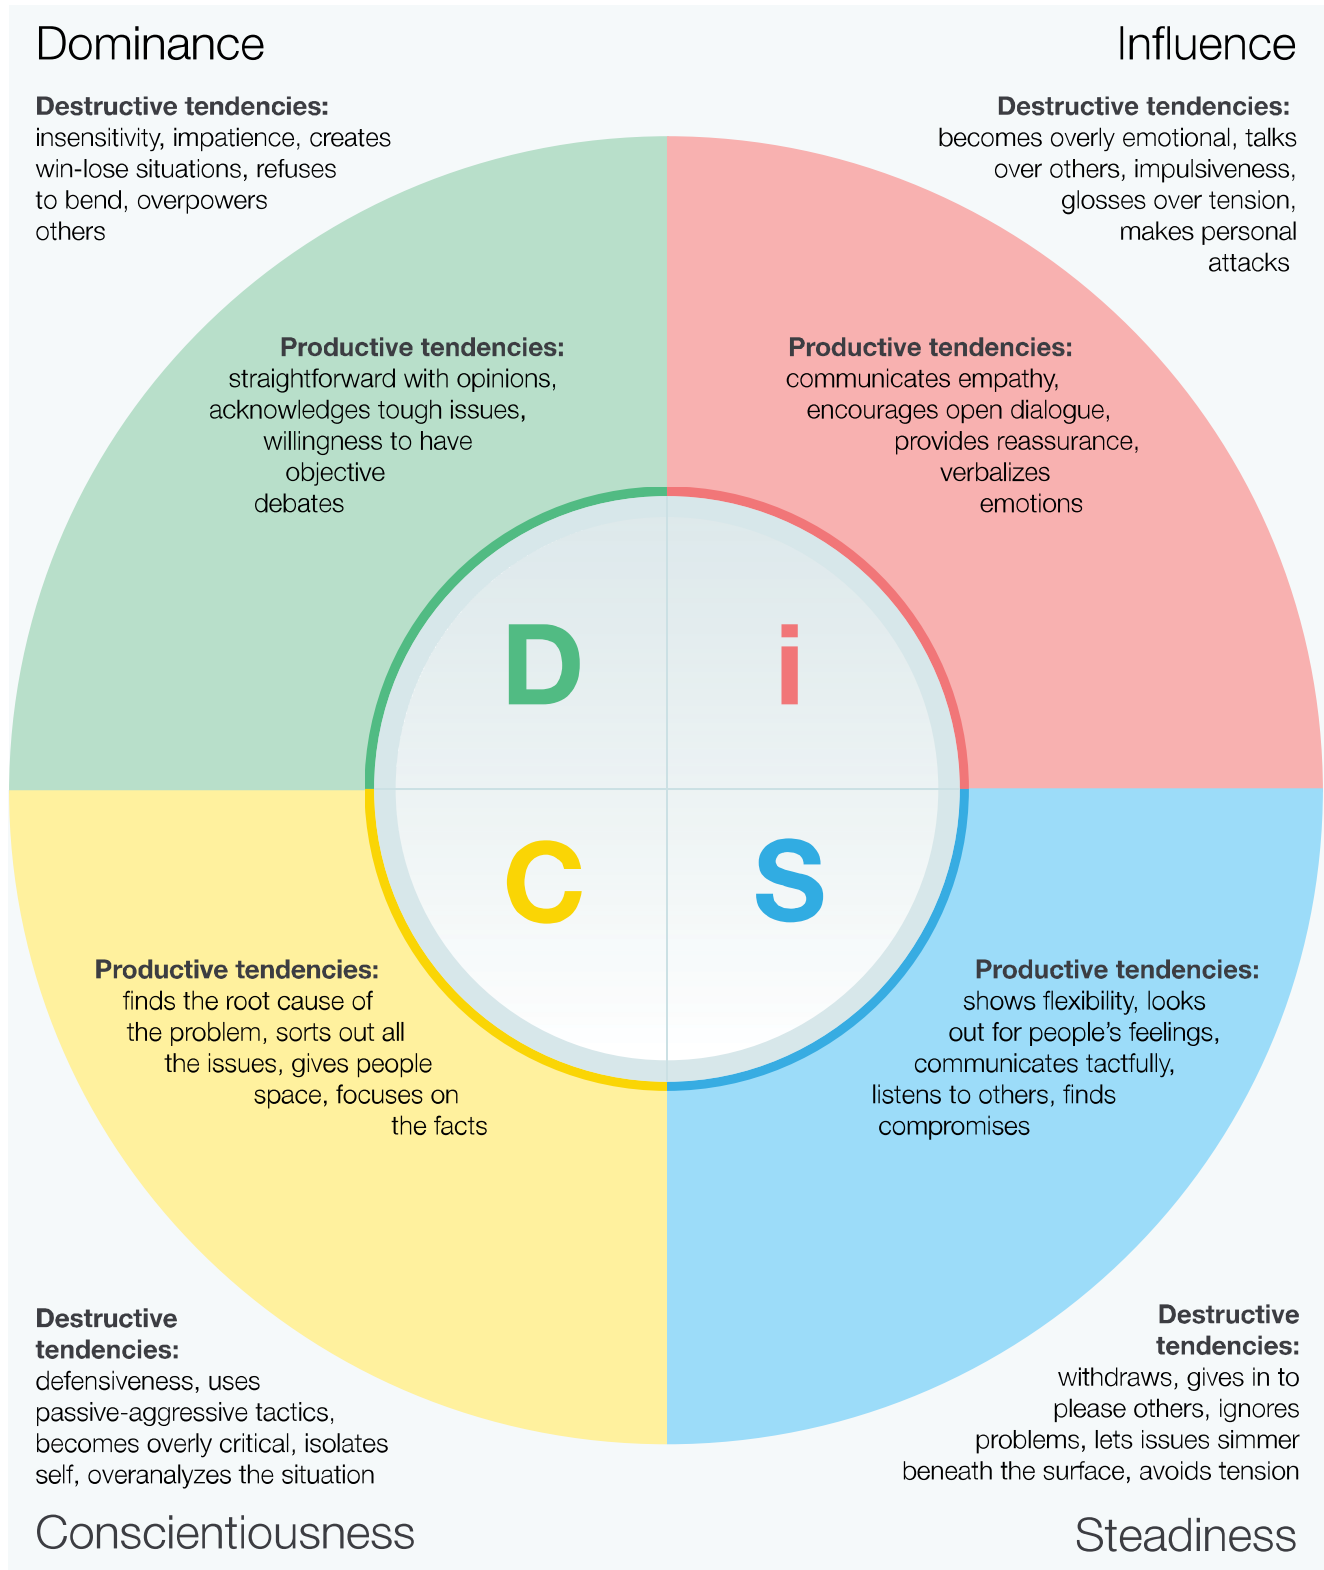 Dominance
Destructive tendencies:
insensitivity, impatience, creates
win-lose situations, refuses
to bend, overpowers
others
Influence
Destructive tendencies:
becomes overly emotional, talks
over others, impulsiveness,
glosses over tension,
makes personal
attacks
Productive tendencies:
straightforward with opinions,
acknowledges tough issues,
willingness to have
objective
debates
Productive tendencies:
communicates empathy,
encourages open dialogue,
provides reassurance,
verbalizes
emotions
D
i
C
S
Productive tendencies:
finds the root cause of
the problem, sorts out all
the issues, gives people
space, focuses on
the facts
Productive tendencies:
shows flexibility, looks
out for people’s feelings,
communicates tactfully,
listens to others, finds
compromises
Destructive
tendencies:
defensiveness, uses
passive-aggressive tactics,
becomes overly critical, isolates
self, overanalyzes the situation
Conscientiousness
Destructive
tendencies:
withdraws, gives in to
please others, ignores
problems, lets issues simmer
beneath the surface, avoids tension
Steadiness